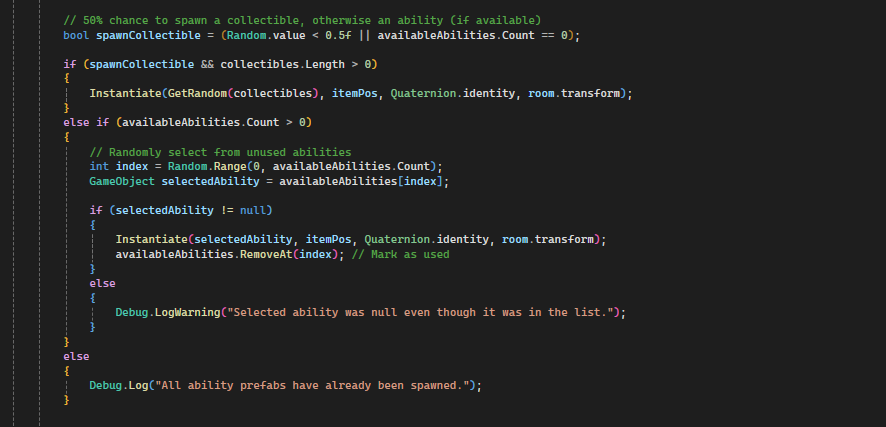 // 50% chance to spawn a collectible, otherwise an ability (if available)
bool spawnCollectible = (Random.value < 0.5f || availableAbilities.Count == 0);
if (spawnCollectible && collectibles.Length > 0)
{
Instantiate(GetRandom(collectibles), itemPos, Quaternion.identity, room.transform);
}
else if (availableAbilities.Count > 0)
{
// Randomly select from unused abilities
int index = Random.Range(0, availableAbilities.Count);
GameObject selectedAbility = availableAbilities[index];
if (selectedAbility != null)
{
Instantiate(selectedAbility, itemPos, Quaternion.identity, room.transform);
availableAbilities.RemoveAt(index); // Mark as used
}
else
{
Debug.LogWarning("Selected ability was null even though it was in the list.");
}
}
else
{
Debug.Log("All ability prefabs have already been spawned.");
}